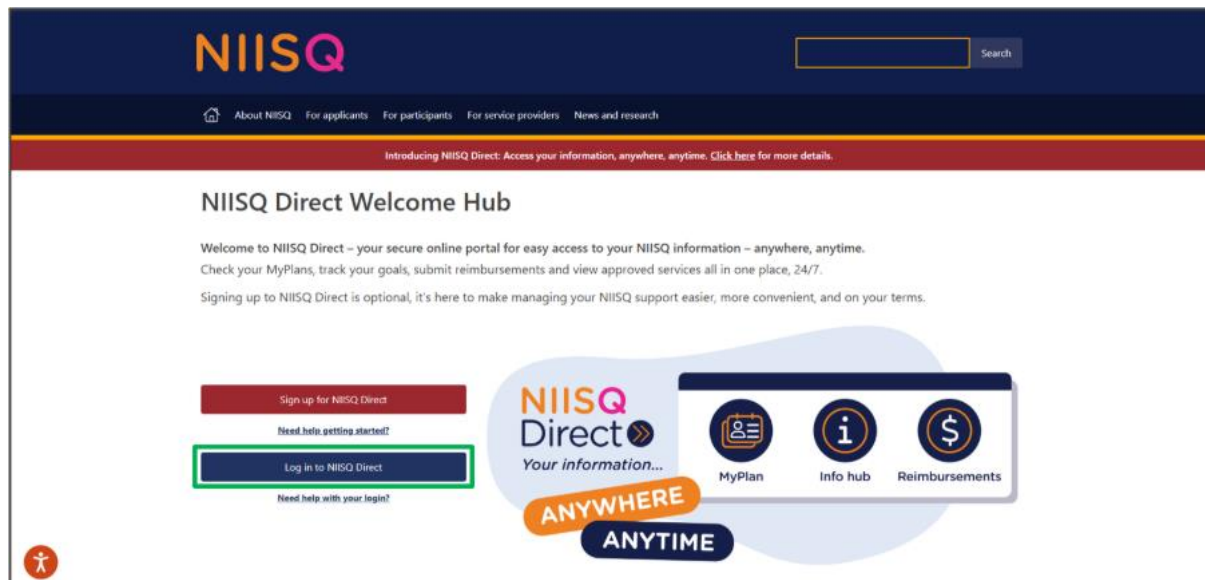 NIISQ
Search
About NIISQ For applicants For participants For service providers News and research
Introducing NIISQ Direct: Access your information, anywhere, anytime. Click here for more details.
NIISQ Direct Welcome Hub
Welcome to NIISQ Direct – your secure online portal for easy access to your NIISQ information – anywhere, anytime.
Check your MyPlans, track your goals, submit reimbursements and view approved services all in one place, 24/7.
Signing up to NIISQ Direct is optional, it's here to make managing your NIISQ support easier, more convenient, and on your terms.
Sign up for NIISQ Direct
Need help getting started?
Log in to NIISQ Direct
Need help with your login?
NIISQ
Direct
Your information...
ANYWHERE
ANYTIME
MyPlan Info hub Reimbursements